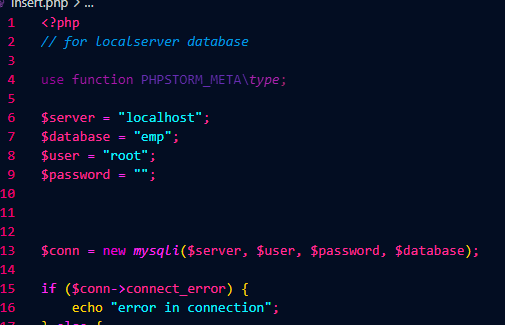 insert.php > ...
1 <?php
2 // for localserver database
3
4 use function PHPSTORM_META\type;
5
6 $server = "localhost";
7 $database = "emp";
8 $user = "root";
9 $password = "";
10
11
12
13 $conn = new mysqli($server, $user, $password, $database);
14
15 if ($conn->connect_error) {
16 echo "error in connection";
17 } else {